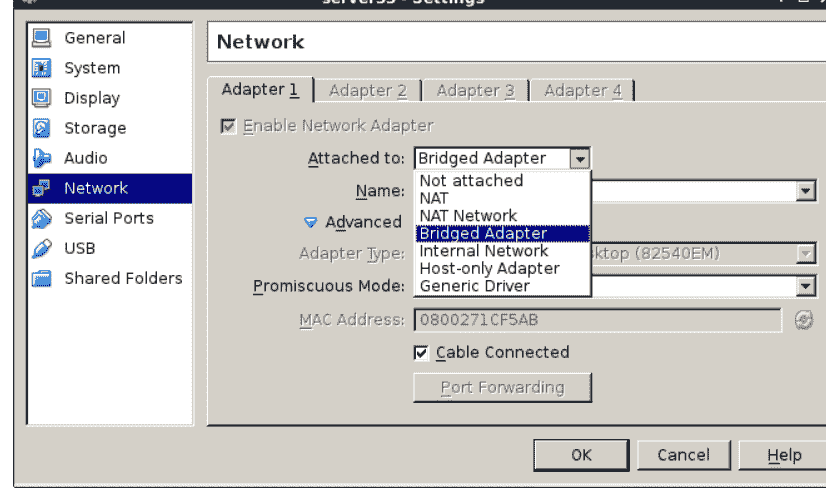 General
System
Display
Storage
Audio
Network
Serial Ports
USB
Shared Folders
Network
Adapter 1 Adapter 2 Adapter 3 Adapter 4
Enable Network Adapter
Attached to: Bridged Adapter
Not attached
NAT
NAT Network
Bridged Adapter
Internal Network
Host-only Adapter
Generic Driver
Name:
Advanced
Adapter Type: (82540EM)
Promiscuous Mode:
MAC Address: 0800271CF5AB
Cable Connected
Port Forwarding
OK Cancel Help